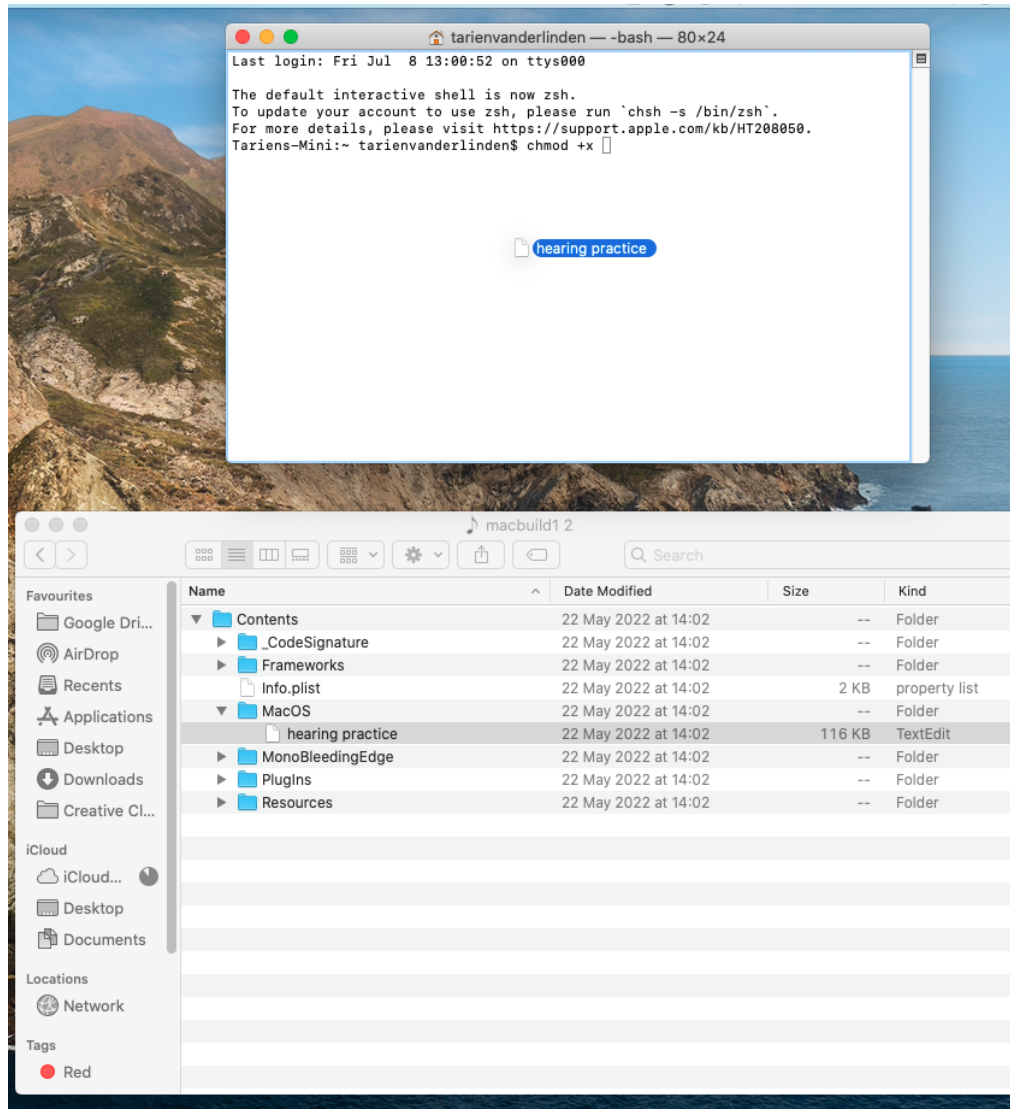 tarienvanderlinden — -bash — 80×24
Last login: Fri Jul  8 13:00:52 on ttys000
The default interactive shell is now zsh.
To update your account to use zsh, please run `chsh -s /bin/zsh`.
For more details, please visit https://support.apple.com/kb/HT208050.
Tariens-Mini:~ tarienvanderlinden$ chmod +x
hearing practice
macbuild1 2
Search
Favourites
Google Dri...
AirDrop
Recents
Applications
Desktop
Downloads
Creative Cl...
iCloud
iCloud...
Desktop
Documents
Locations
Network
Tags
Red
Name Date Modified Size Kind
Contents 22 May 2022 at 14:02 -- Folder
_CodeSignature 22 May 2022 at 14:02 -- Folder
Frameworks 22 May 2022 at 14:02 -- Folder
Info.plist 22 May 2022 at 14:02 2 KB property list
MacOS 22 May 2022 at 14:02 -- Folder
hearing practice 22 May 2022 at 14:02 116 KB TextEdit
MonoBleedingEdge 22 May 2022 at 14:02 -- Folder
PlugIns 22 May 2022 at 14:02 -- Folder
Resources 22 May 2022 at 14:02 -- Folder